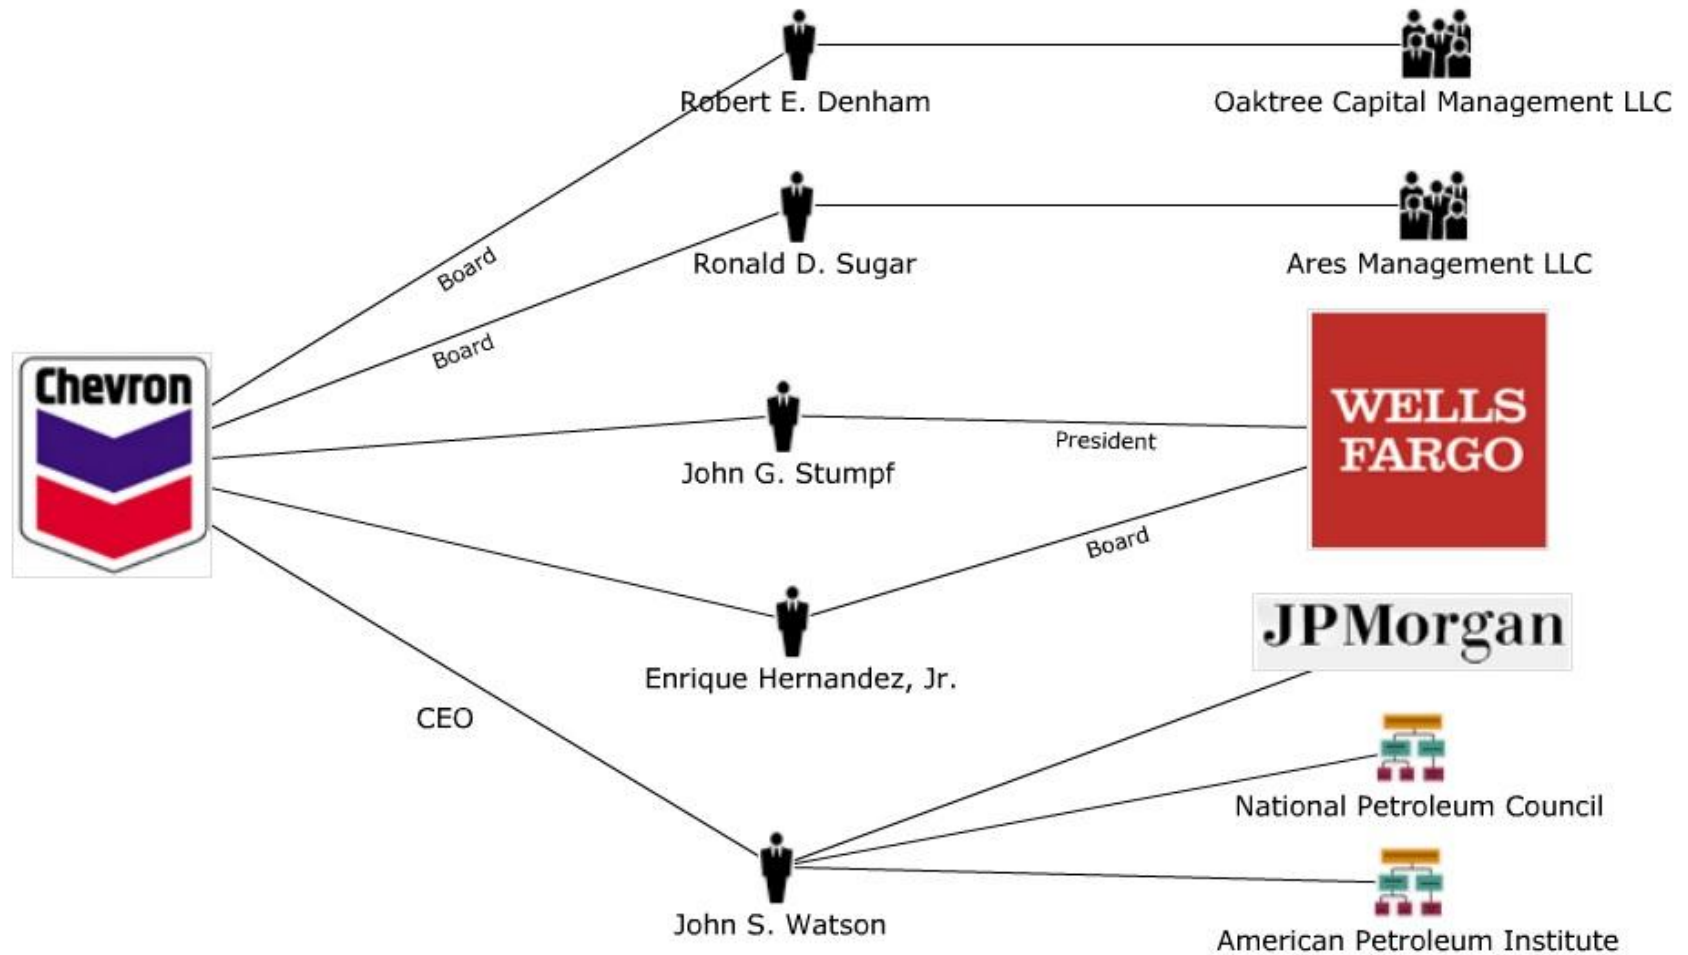 Robert E. Denham
Oaktree Capital Management LLC
Board
Ronald D. Sugar
Ares Management LLC
Board
Chevron
WELLS
FARGO
President
John G. Stumpf
Board
JPMorgan
Enrique Hernandez, Jr.
CEO
National Petroleum Council
John S. Watson
American Petroleum Institute